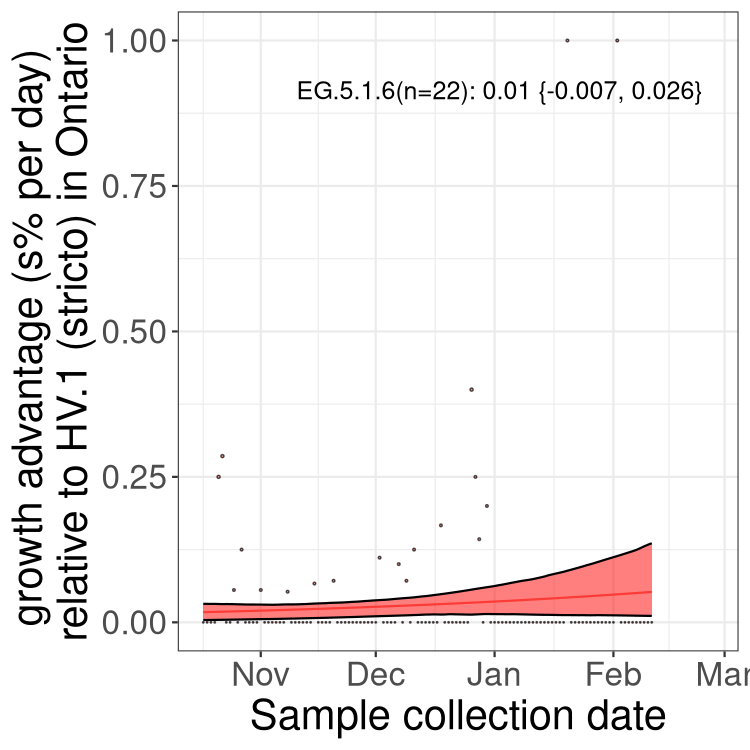 growth advantage (s% per day)
relative to HV.1 (stricto) in Ontario
1.00
0.75
0.50
0.25
0.00
EG.5.1.6(n=22): 0.01 {-0.007, 0.026}
Nov Dec Jan Feb Mar
Sample collection date